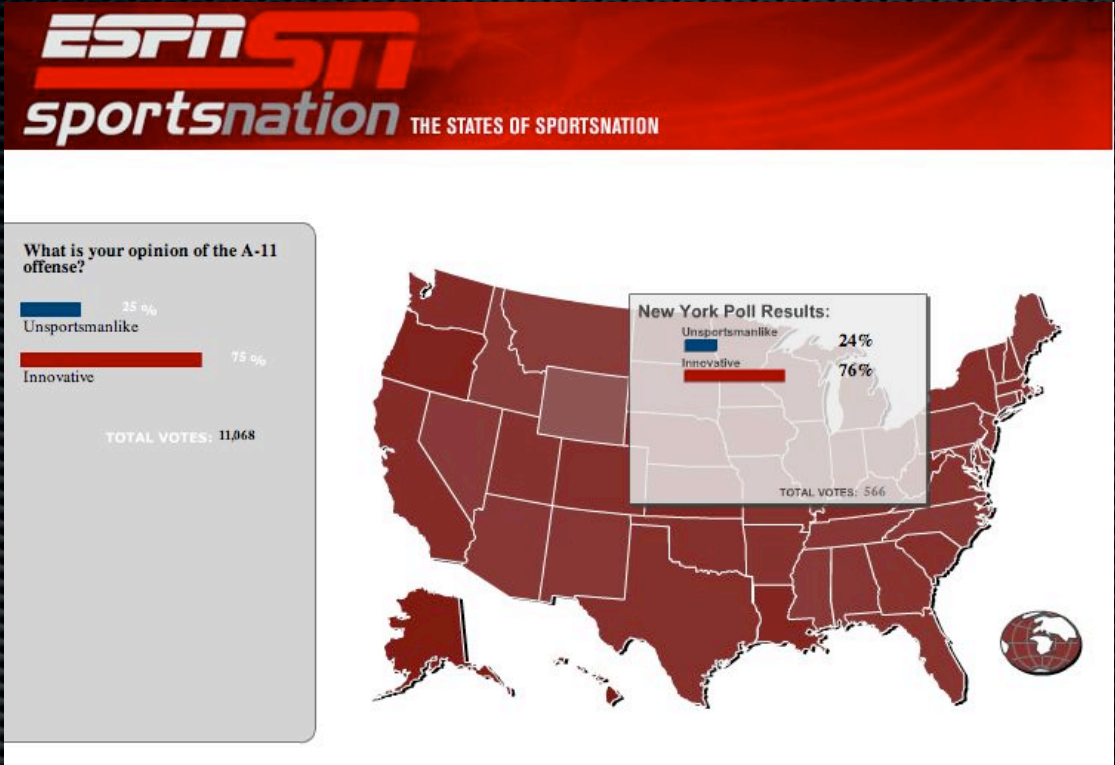 ESPN SN
sportsnation THE STATES OF SPORTSNATION
What is your opinion of the A-11
offense?
25 %
Unsportsmanlike
75 %
Innovative
TOTAL VOTES: 11,068
New York Poll Results:
Unsportsmanlike
24%
Innovative
76%
TOTAL VOTES: 566